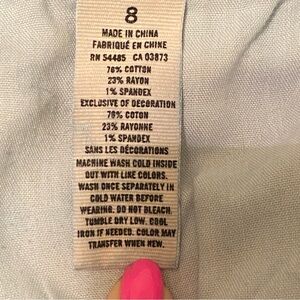 8
MADE IN CHINA
FABRIQUÉ EN CHINE
RN 54485 CA 03873
76% COTTON
23% RAYON
1% SPANDEX
EXCLUSIVE OF DECORATION
76% COTON
23% RAYONNE
1% SPANDEX
SANS LES DÉCORATIONS
MACHINE WASH COLD INSIDE
OUT WITH LIKE COLORS.
WASH ONCE SEPARATELY IN
COLD WATER BEFORE
WEARING. DO NOT BLEACH.
TUMBLE DRY LOW. COOL
IRON IF NEEDED. COLOR MAY
TRANSFER WHEN NEW.